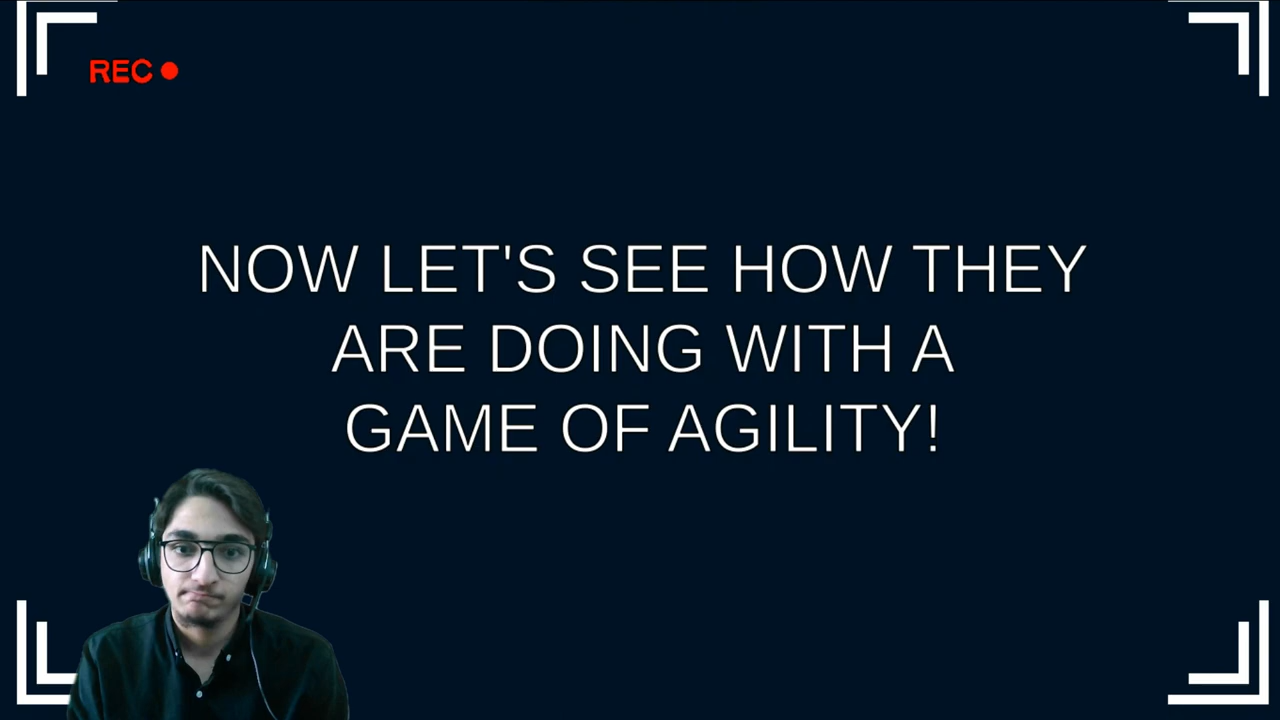 REC
NOW LET'S SEE HOW THEY
ARE DOING WITH A
GAME OF AGILITY!